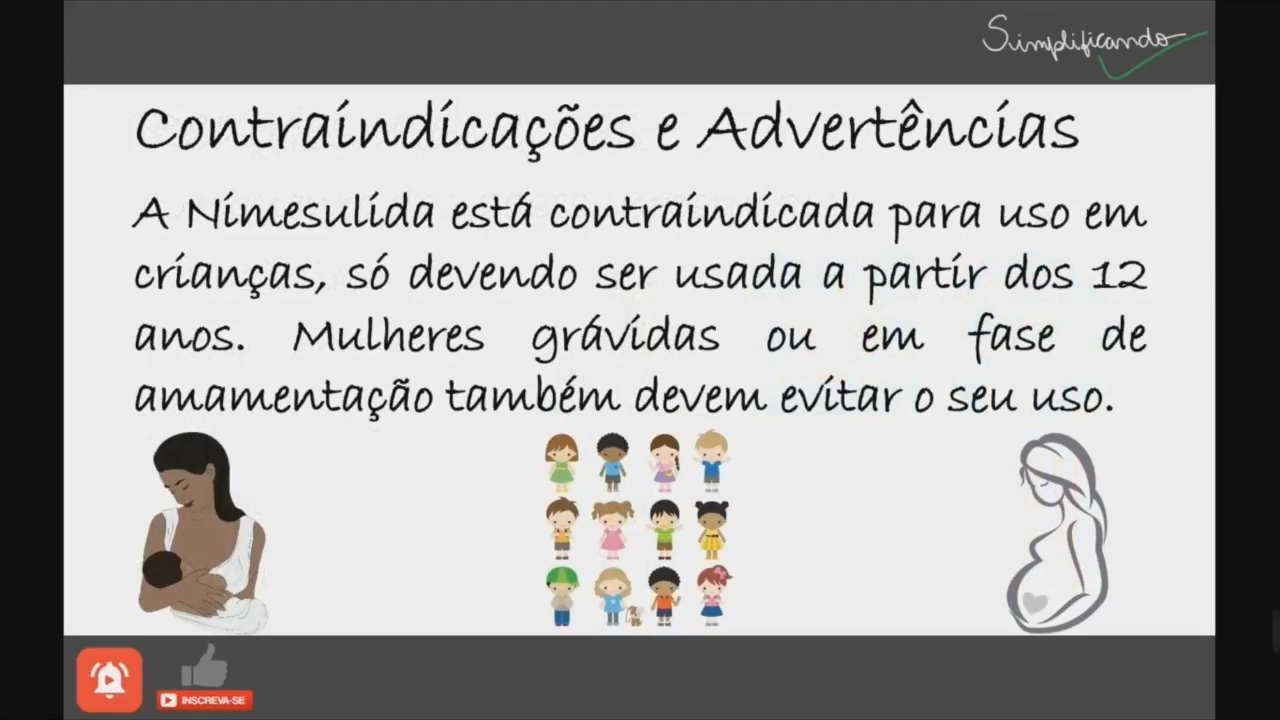 Simplificando
Contraindicações e Advertências
A Nimesulida está contraindicada para uso em
crianças, só devendo ser usada a partir dos 12
anos. Mulheres grávidas ou em fase de
amamentação também devem evitar o seu uso.
INSCREVA-SE